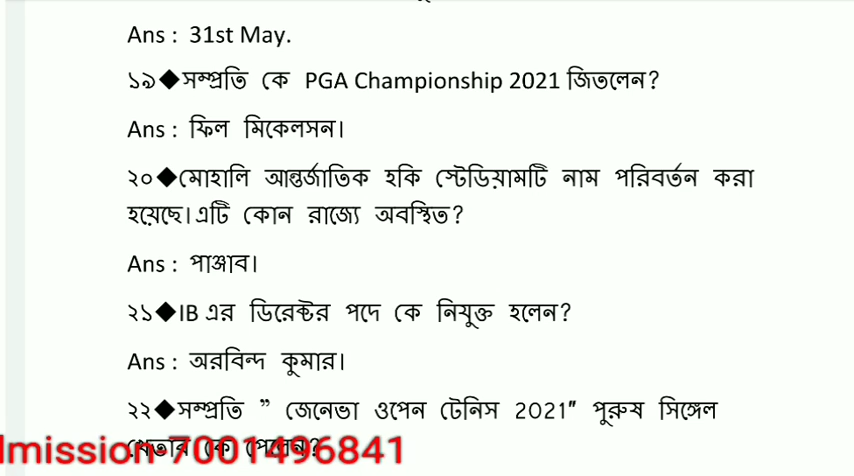 Ans : 31st May.
১৯◆সম্প্রতি কে PGA Championship 2021 জিতলেন?
Ans : ফিল মিকেলসন।
২০◆মোহালি আন্তর্জাতিক হকি স্টেডিয়ামটি নাম পরিবর্তন করা
হয়েছে। এটি কোন রাজ্যে অবস্থিত?
Ans : পাঞ্জাব।
২১◆IB এর ডিরেক্টর পদে কে নিযুক্ত হলেন?
Ans : অরবিন্দ কুমার।
২২◆সম্প্রতি ” জেনেভা ওপেন টেনিস 2021” পুরুষ সিঙ্গেল
খেতাব কে পেলেন?
lmission-7001496841